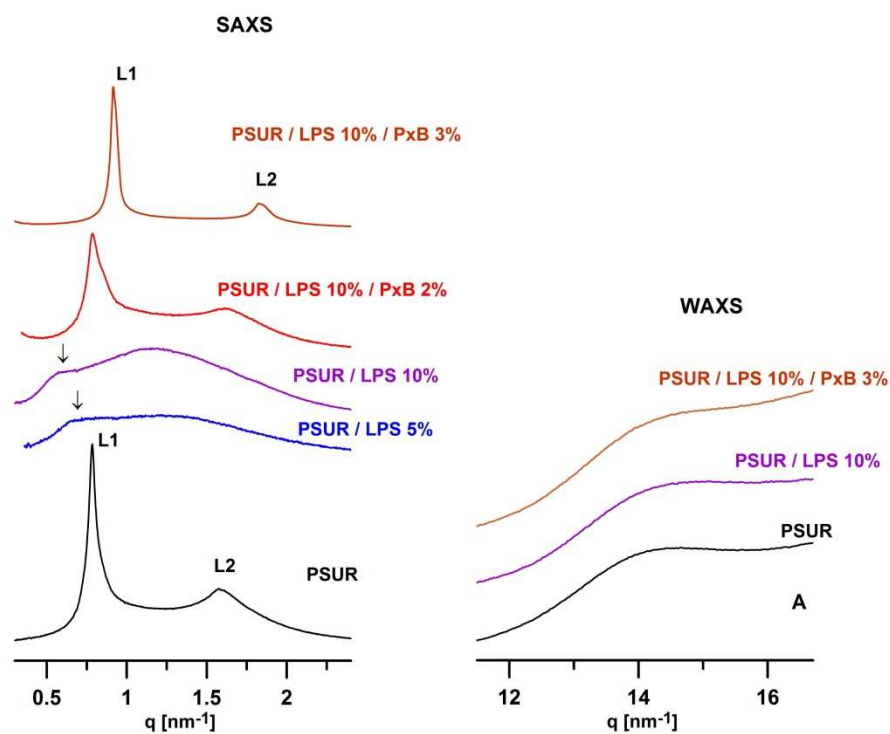 SAXS
L1
PSUR / LPS 10% / PxB 3%
L2
PSUR / LPS 10% / PxB 2%
↓
PSUR / LPS 10%
↓
PSUR / LPS 5%
L1
L2
PSUR
0.5 1 1.5 2
q [nm⁻¹]
WAXS
PSUR / LPS 10% / PxB 3%
PSUR / LPS 10%
PSUR
A
12 14 16
q [nm⁻¹]